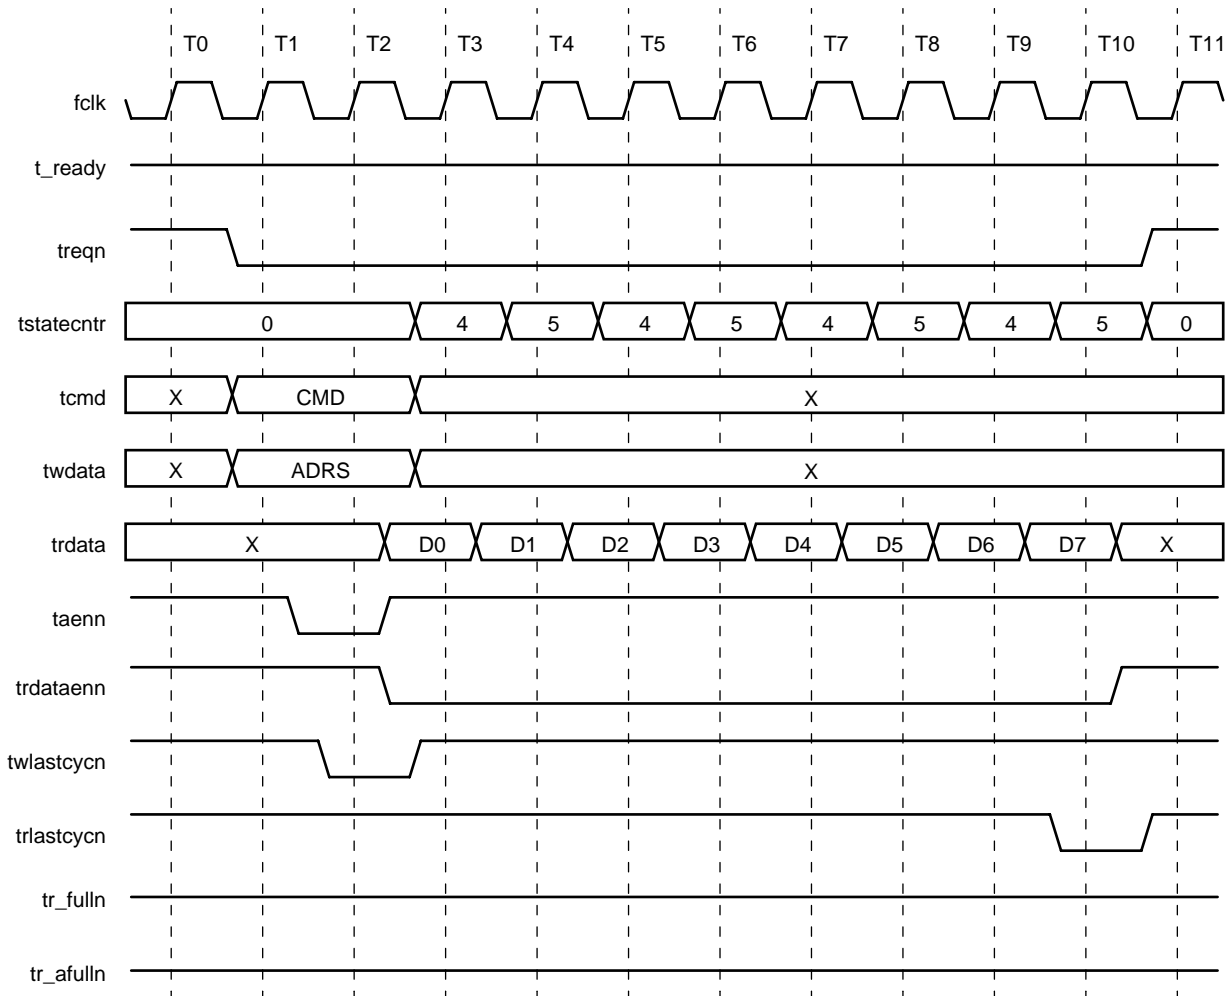 T0 T1 T2 T3 T4 T5 T6 T7 T8 T9 T10 T11
fclk
t_ready
treqn
tstatecntr 0 4 5 4 5 4 5 4 5 0
tcmd X CMD X
twdata X ADRS X
trdata X D0 D1 D2 D3 D4 D5 D6 D7 X
taenn
trdataenn
twlastcycn
trlastcycn
tr_fulln
tr_afulln